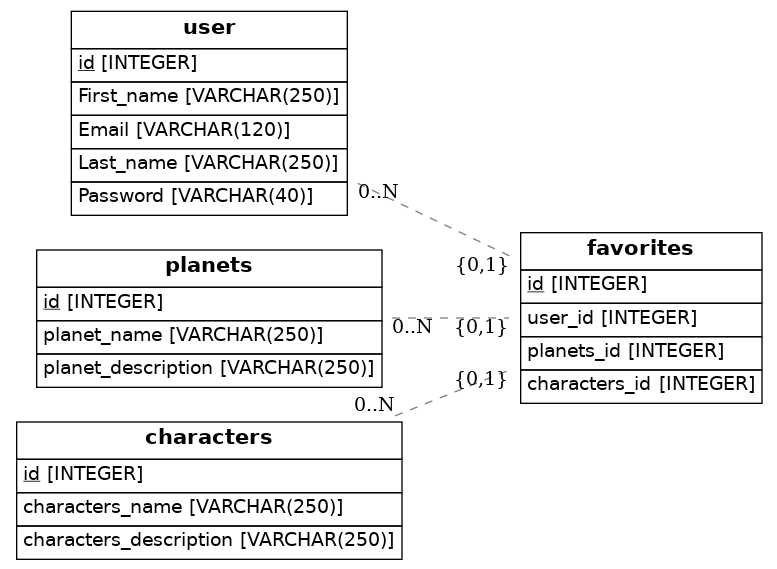 user
id [INTEGER]
First_name [VARCHAR(250)]
Email [VARCHAR(120)]
Last_name [VARCHAR(250)]
Password [VARCHAR(40)]
0..N
{0,1}
favorites
id [INTEGER]
user_id [INTEGER]
planets_id [INTEGER]
characters_id [INTEGER]
planets
id [INTEGER]
planet_name [VARCHAR(250)]
planet_description [VARCHAR(250)]
0..N
{0,1}
{0,1}
0..N
characters
id [INTEGER]
characters_name [VARCHAR(250)]
characters_description [VARCHAR(250)]